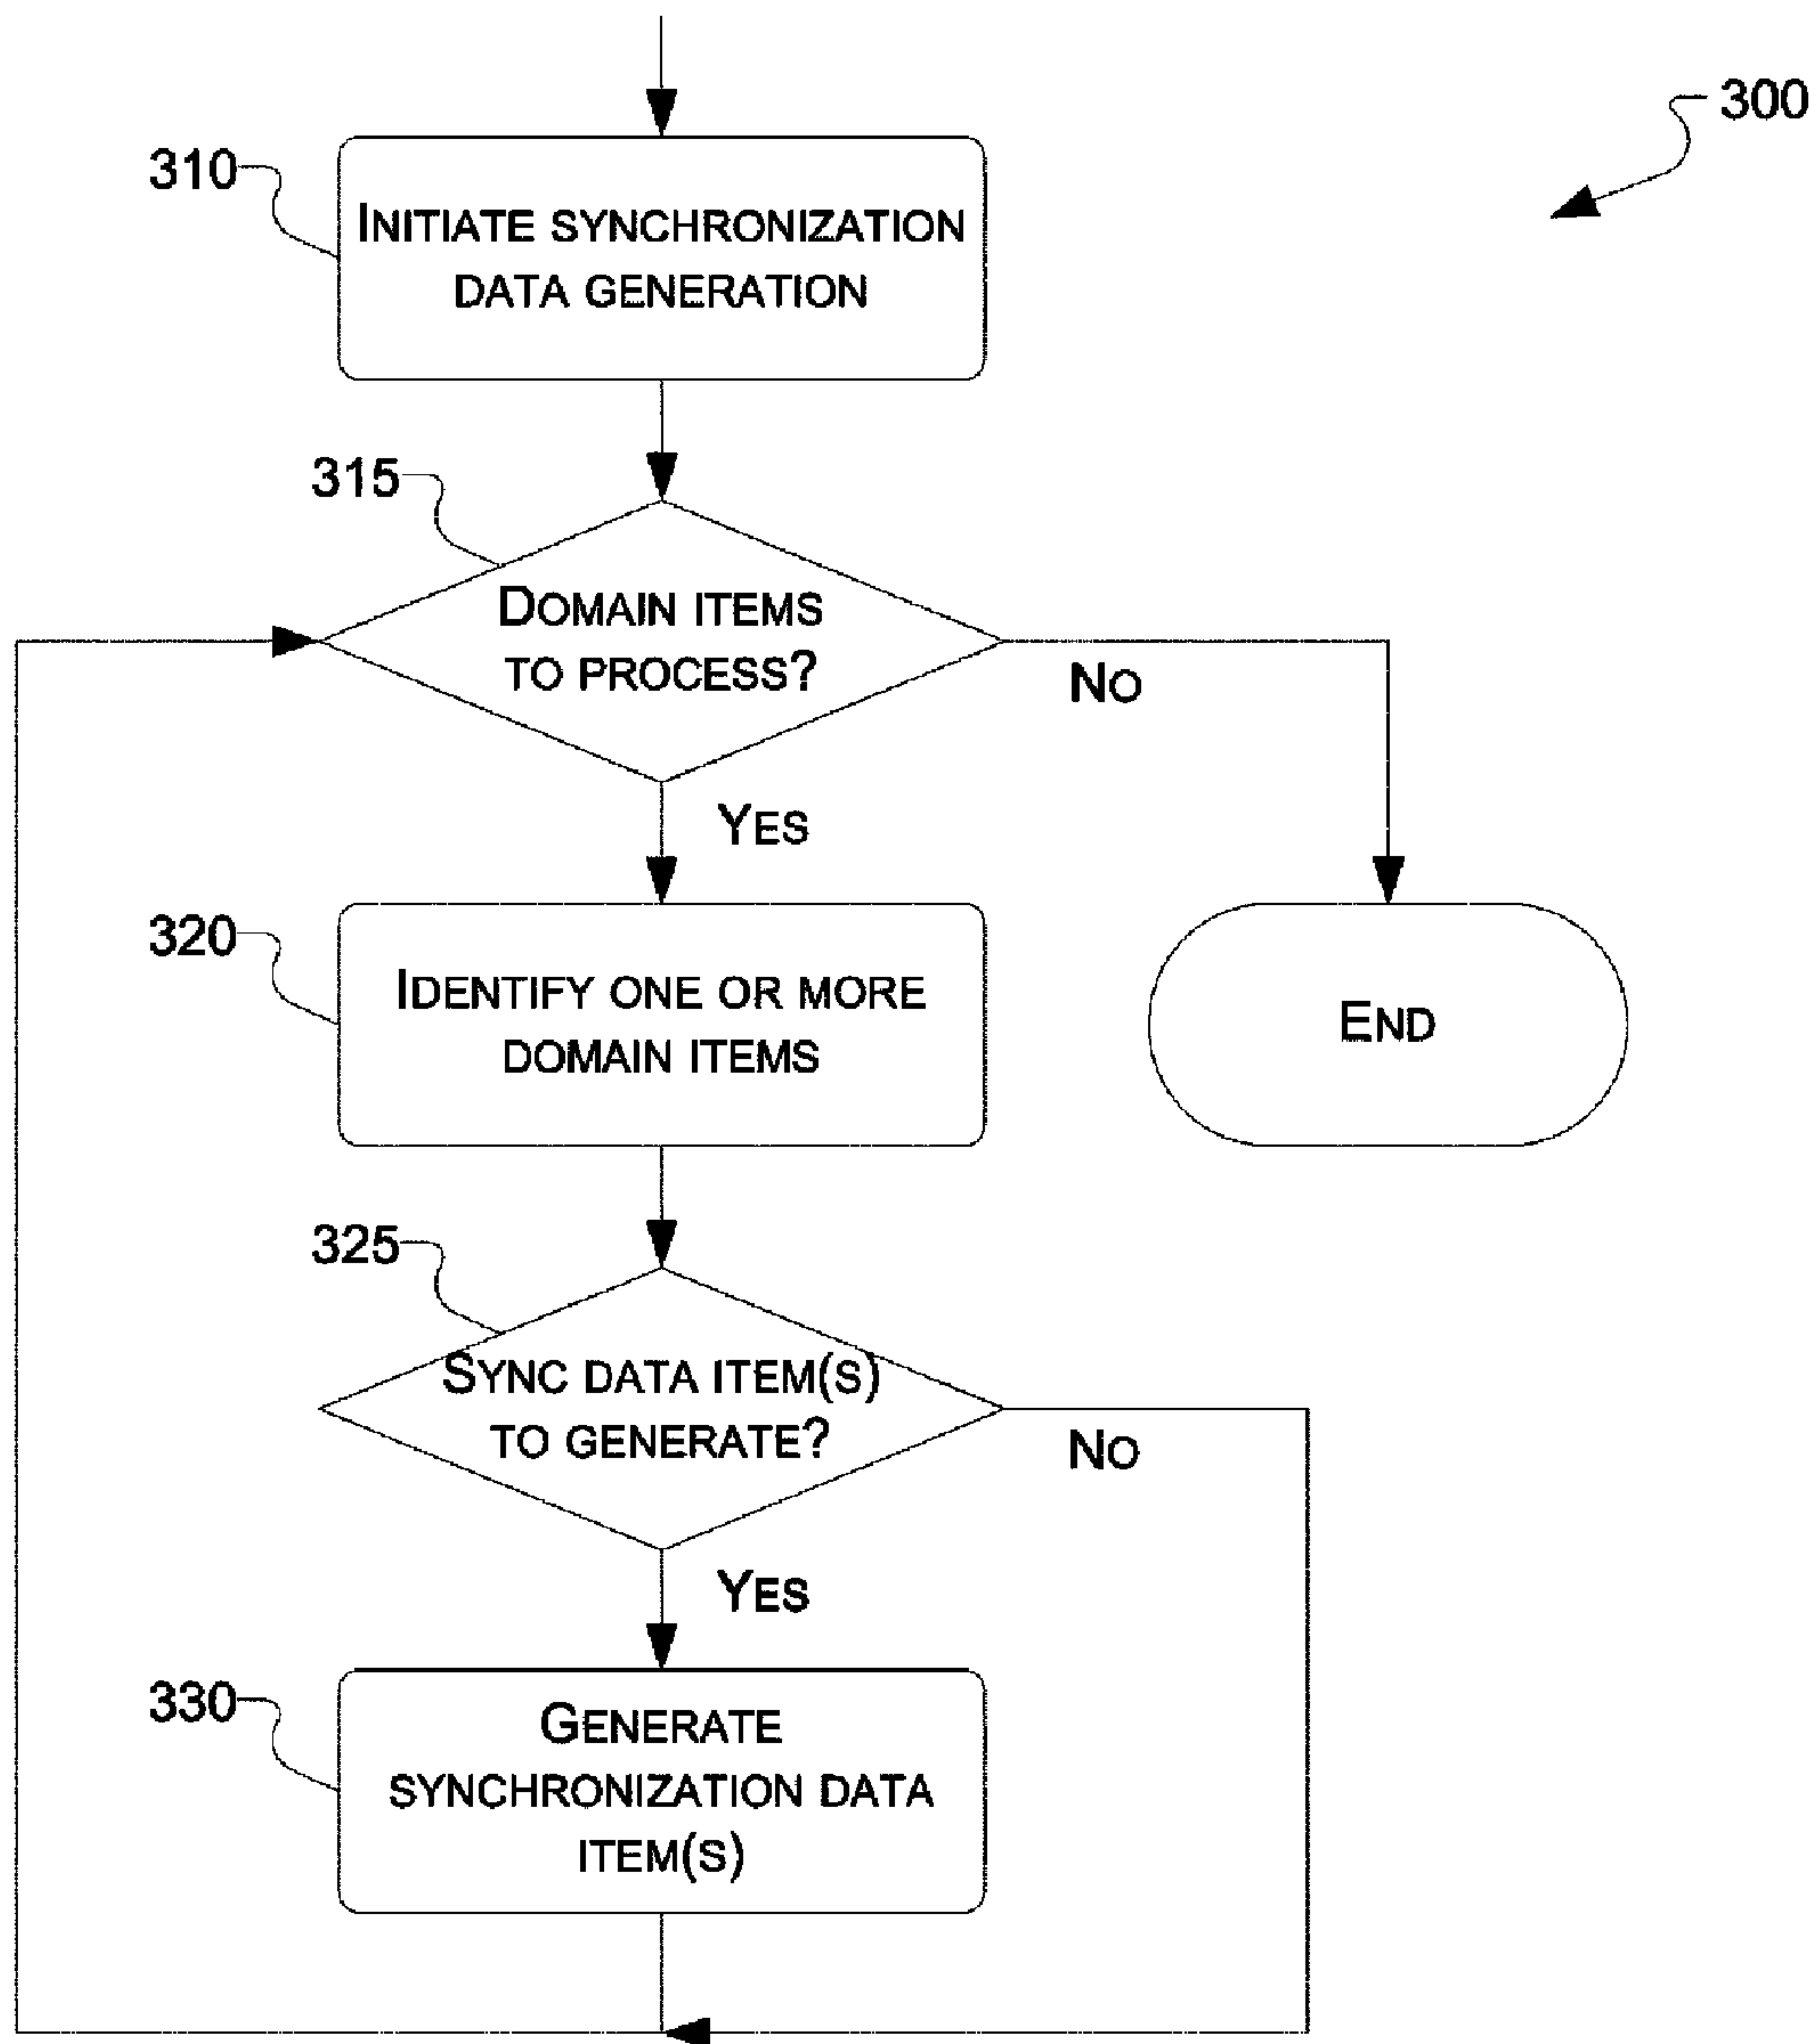 300
310
INITIATE SYNCHRONIZATION
DATA GENERATION
315
DOMAIN ITEMS
TO PROCESS?
NO
YES
320
IDENTIFY ONE OR MORE
DOMAIN ITEMS
END
325
SYNC DATA ITEM(S)
TO GENERATE?
NO
YES
330
GENERATE
SYNCHRONIZATION DATA
ITEM(S)